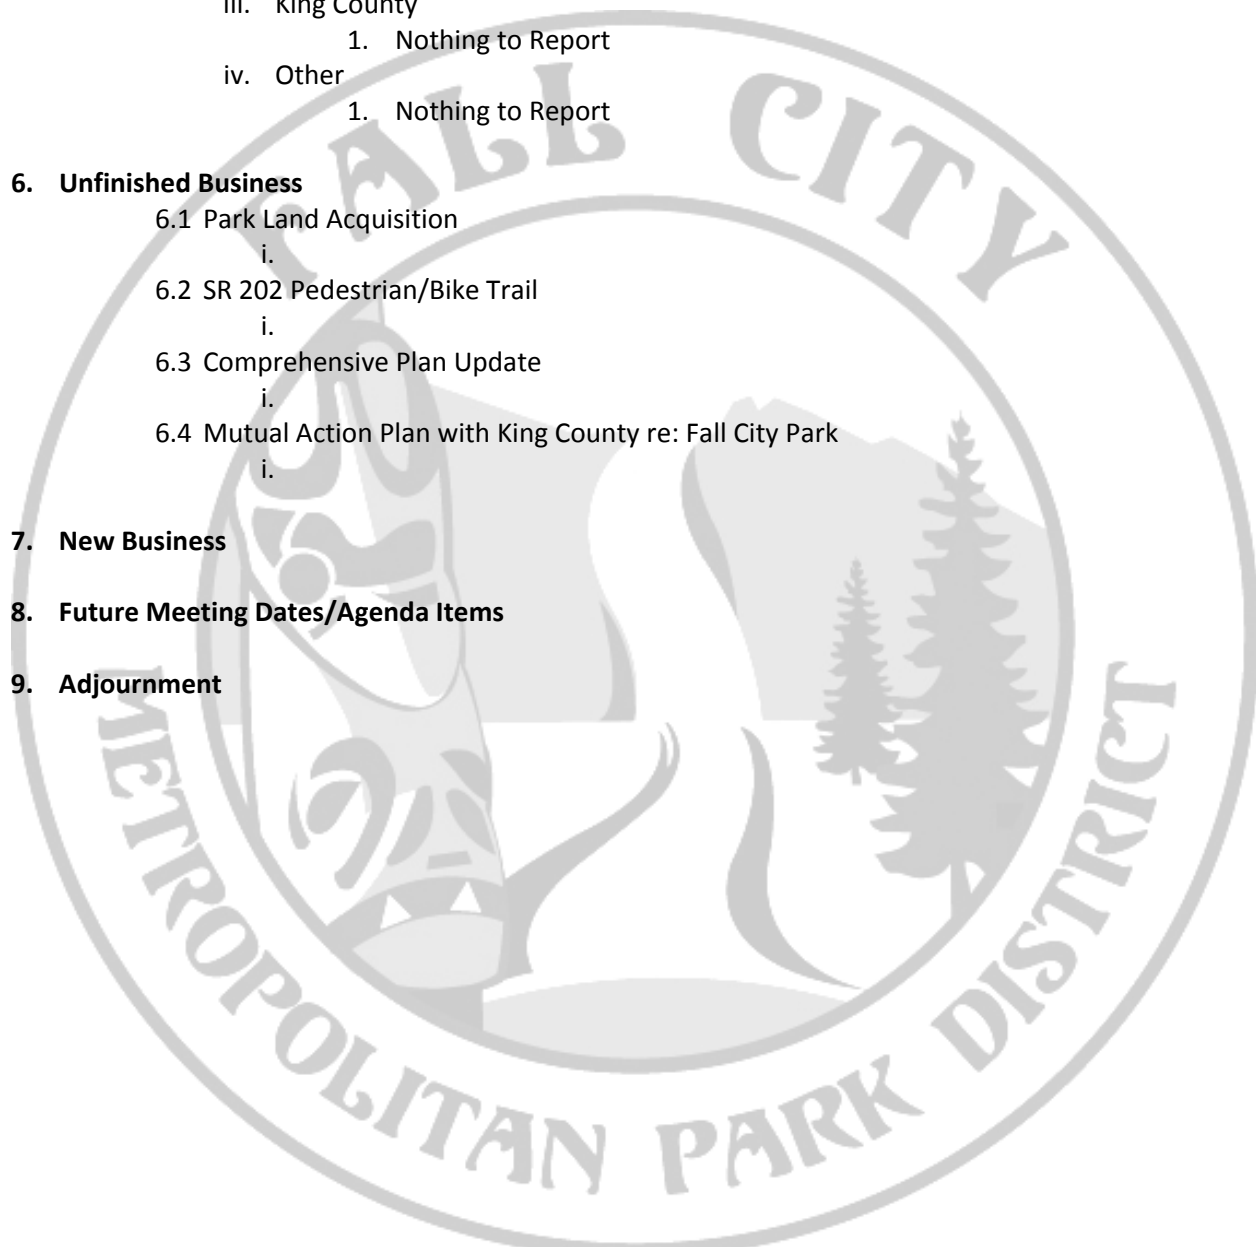 iii. King County
1. Nothing to Report
iv. Other
1. Nothing to Report
6. Unfinished Business
6.1 Park Land Acquisition
i.
6.2 SR 202 Pedestrian/Bike Trail
i.
6.3 Comprehensive Plan Update
i.
6.4 Mutual Action Plan with King County re: Fall City Park
i.
7. New Business
8. Future Meeting Dates/Agenda Items
9. Adjournment
FALL CITY
METROPOLITAN PARK DISTRICT